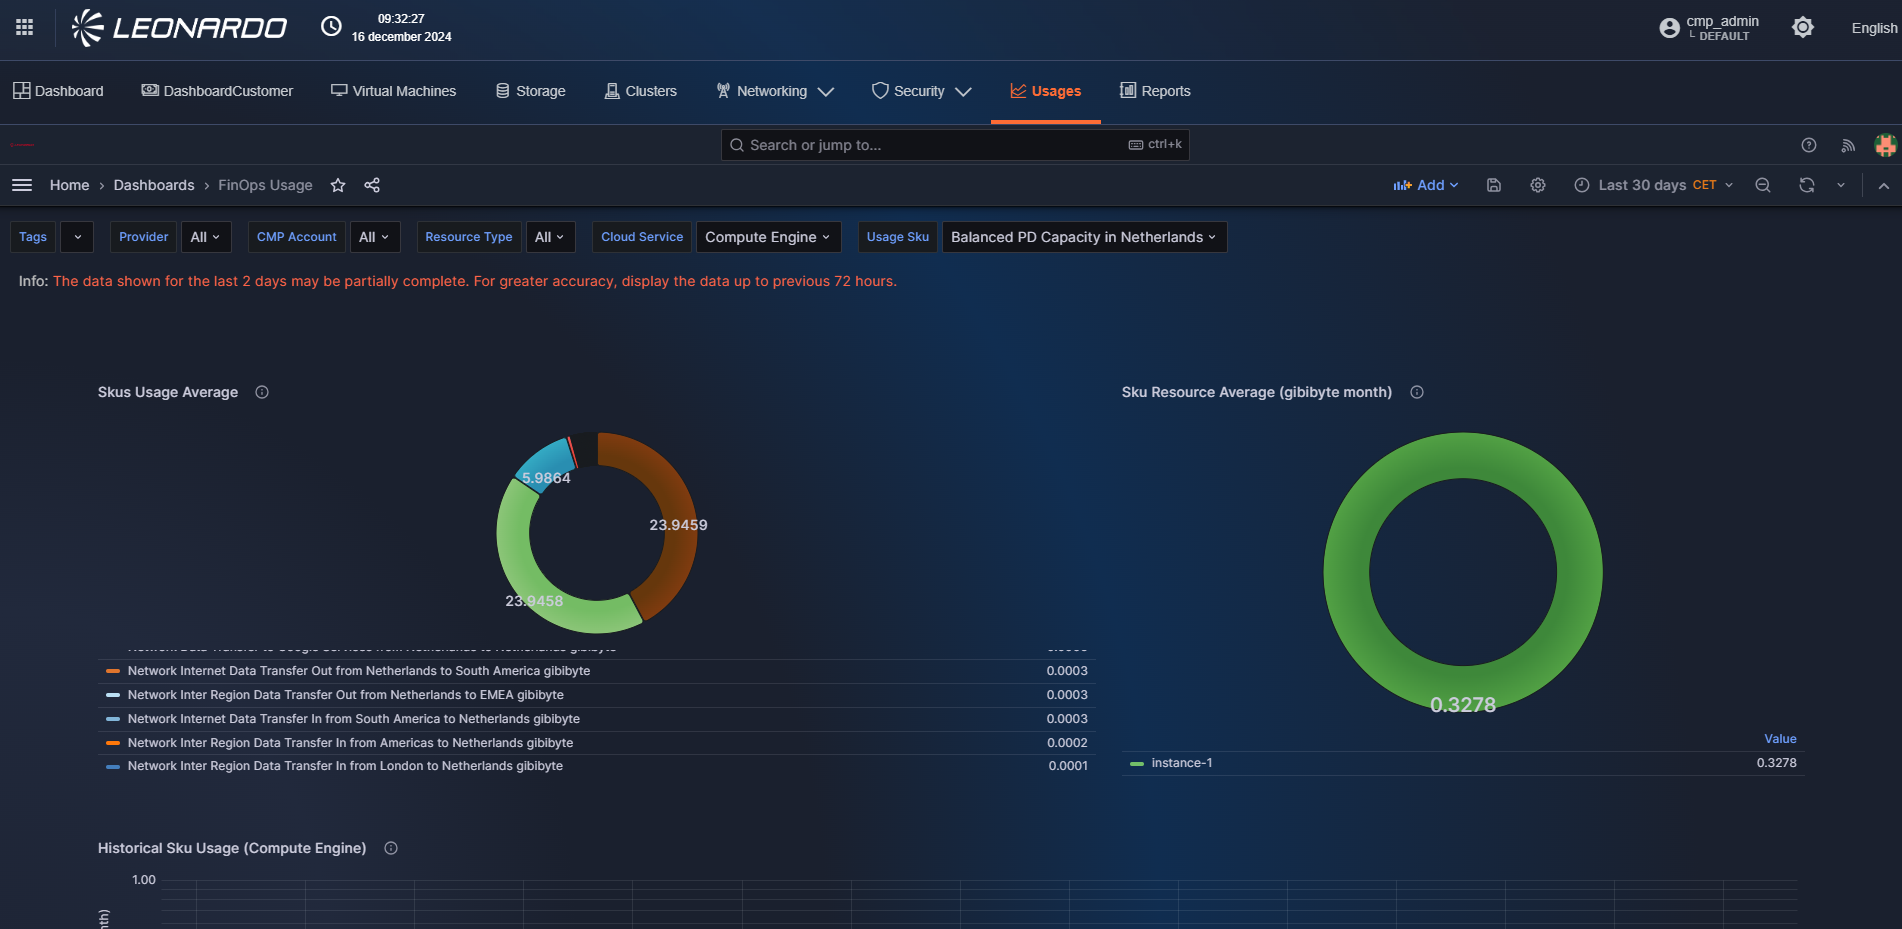 LEONARDO
09:32:27
16 december 2024
cmp_admin
DEFAULT
English
Dashboard
DashboardCustomer
Virtual Machines
Storage
Clusters
Networking
Security
Usages
Reports
Search or jump to...
ctrl+k
Home › Dashboards › FinOps Usage
Add
Last 30 days CET
Tags
Provider
All
CMP Account
All
Resource Type
All
Cloud Service
Compute Engine
Usage Sku
Balanced PD Capacity in Netherlands
Info: The data shown for the last 2 days may be partially complete. For greater accuracy, display the data up to previous 72 hours.
Skus Usage Average
5.9864
23.9459
23.9458
Network Internet Data Transfer Out from Netherlands to South America gibibyte 0.0003
Network Inter Region Data Transfer Out from Netherlands to EMEA gibibyte 0.0003
Network Internet Data Transfer In from South America to Netherlands gibibyte 0.0003
Network Inter Region Data Transfer In from Americas to Netherlands gibibyte 0.0002
Network Inter Region Data Transfer In from London to Netherlands gibibyte 0.0001
Sku Resource Average (gibibyte month)
0.3278
Value
instance-1 0.3278
Historical Sku Usage (Compute Engine)
1.00